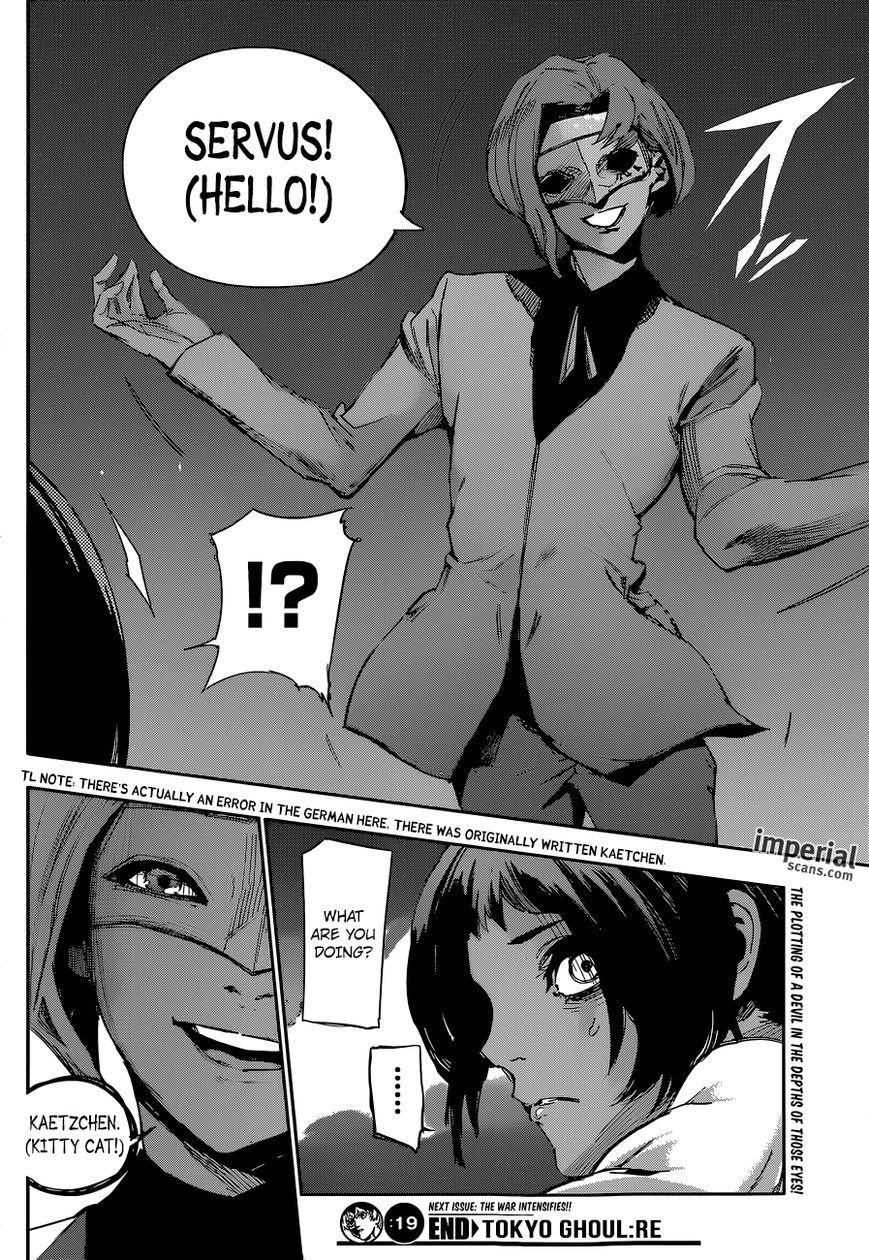 SERVUS!
(HELLO!)
!?
TL NOTE: THERE'S ACTUALLY AN ERROR IN THE GERMAN HERE. THERE WAS ORIGINALLY WRITTEN KAETCHEN.
imperial
scans.com
WHAT
ARE YOU
DOING?
......
KAETZCHEN.
(KITTY CAT!)
THE PLOTTING OF A DEVIL IN THE DEPTHS OF THOSE EYES!
:19
NEXT ISSUE: THE WAR INTENSIFIES!!
END TOKYO GHOUL:RE